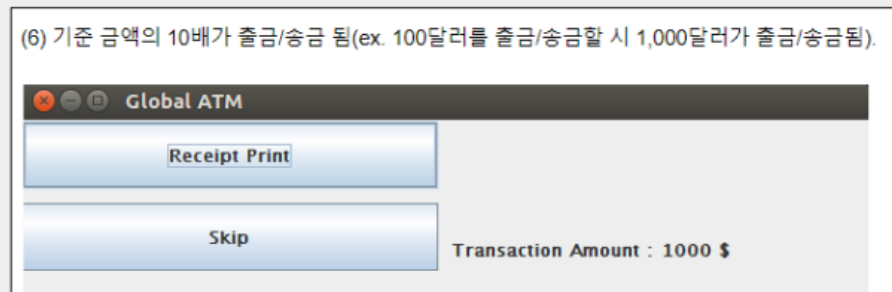 (6) 기준 금액의 10배가 출금/송금 됨(ex. 100달러를 출금/송금할 시 1,000달러가 출금/송금됨).
Global ATM
Receipt Print
Skip
Transaction Amount : 1000 $